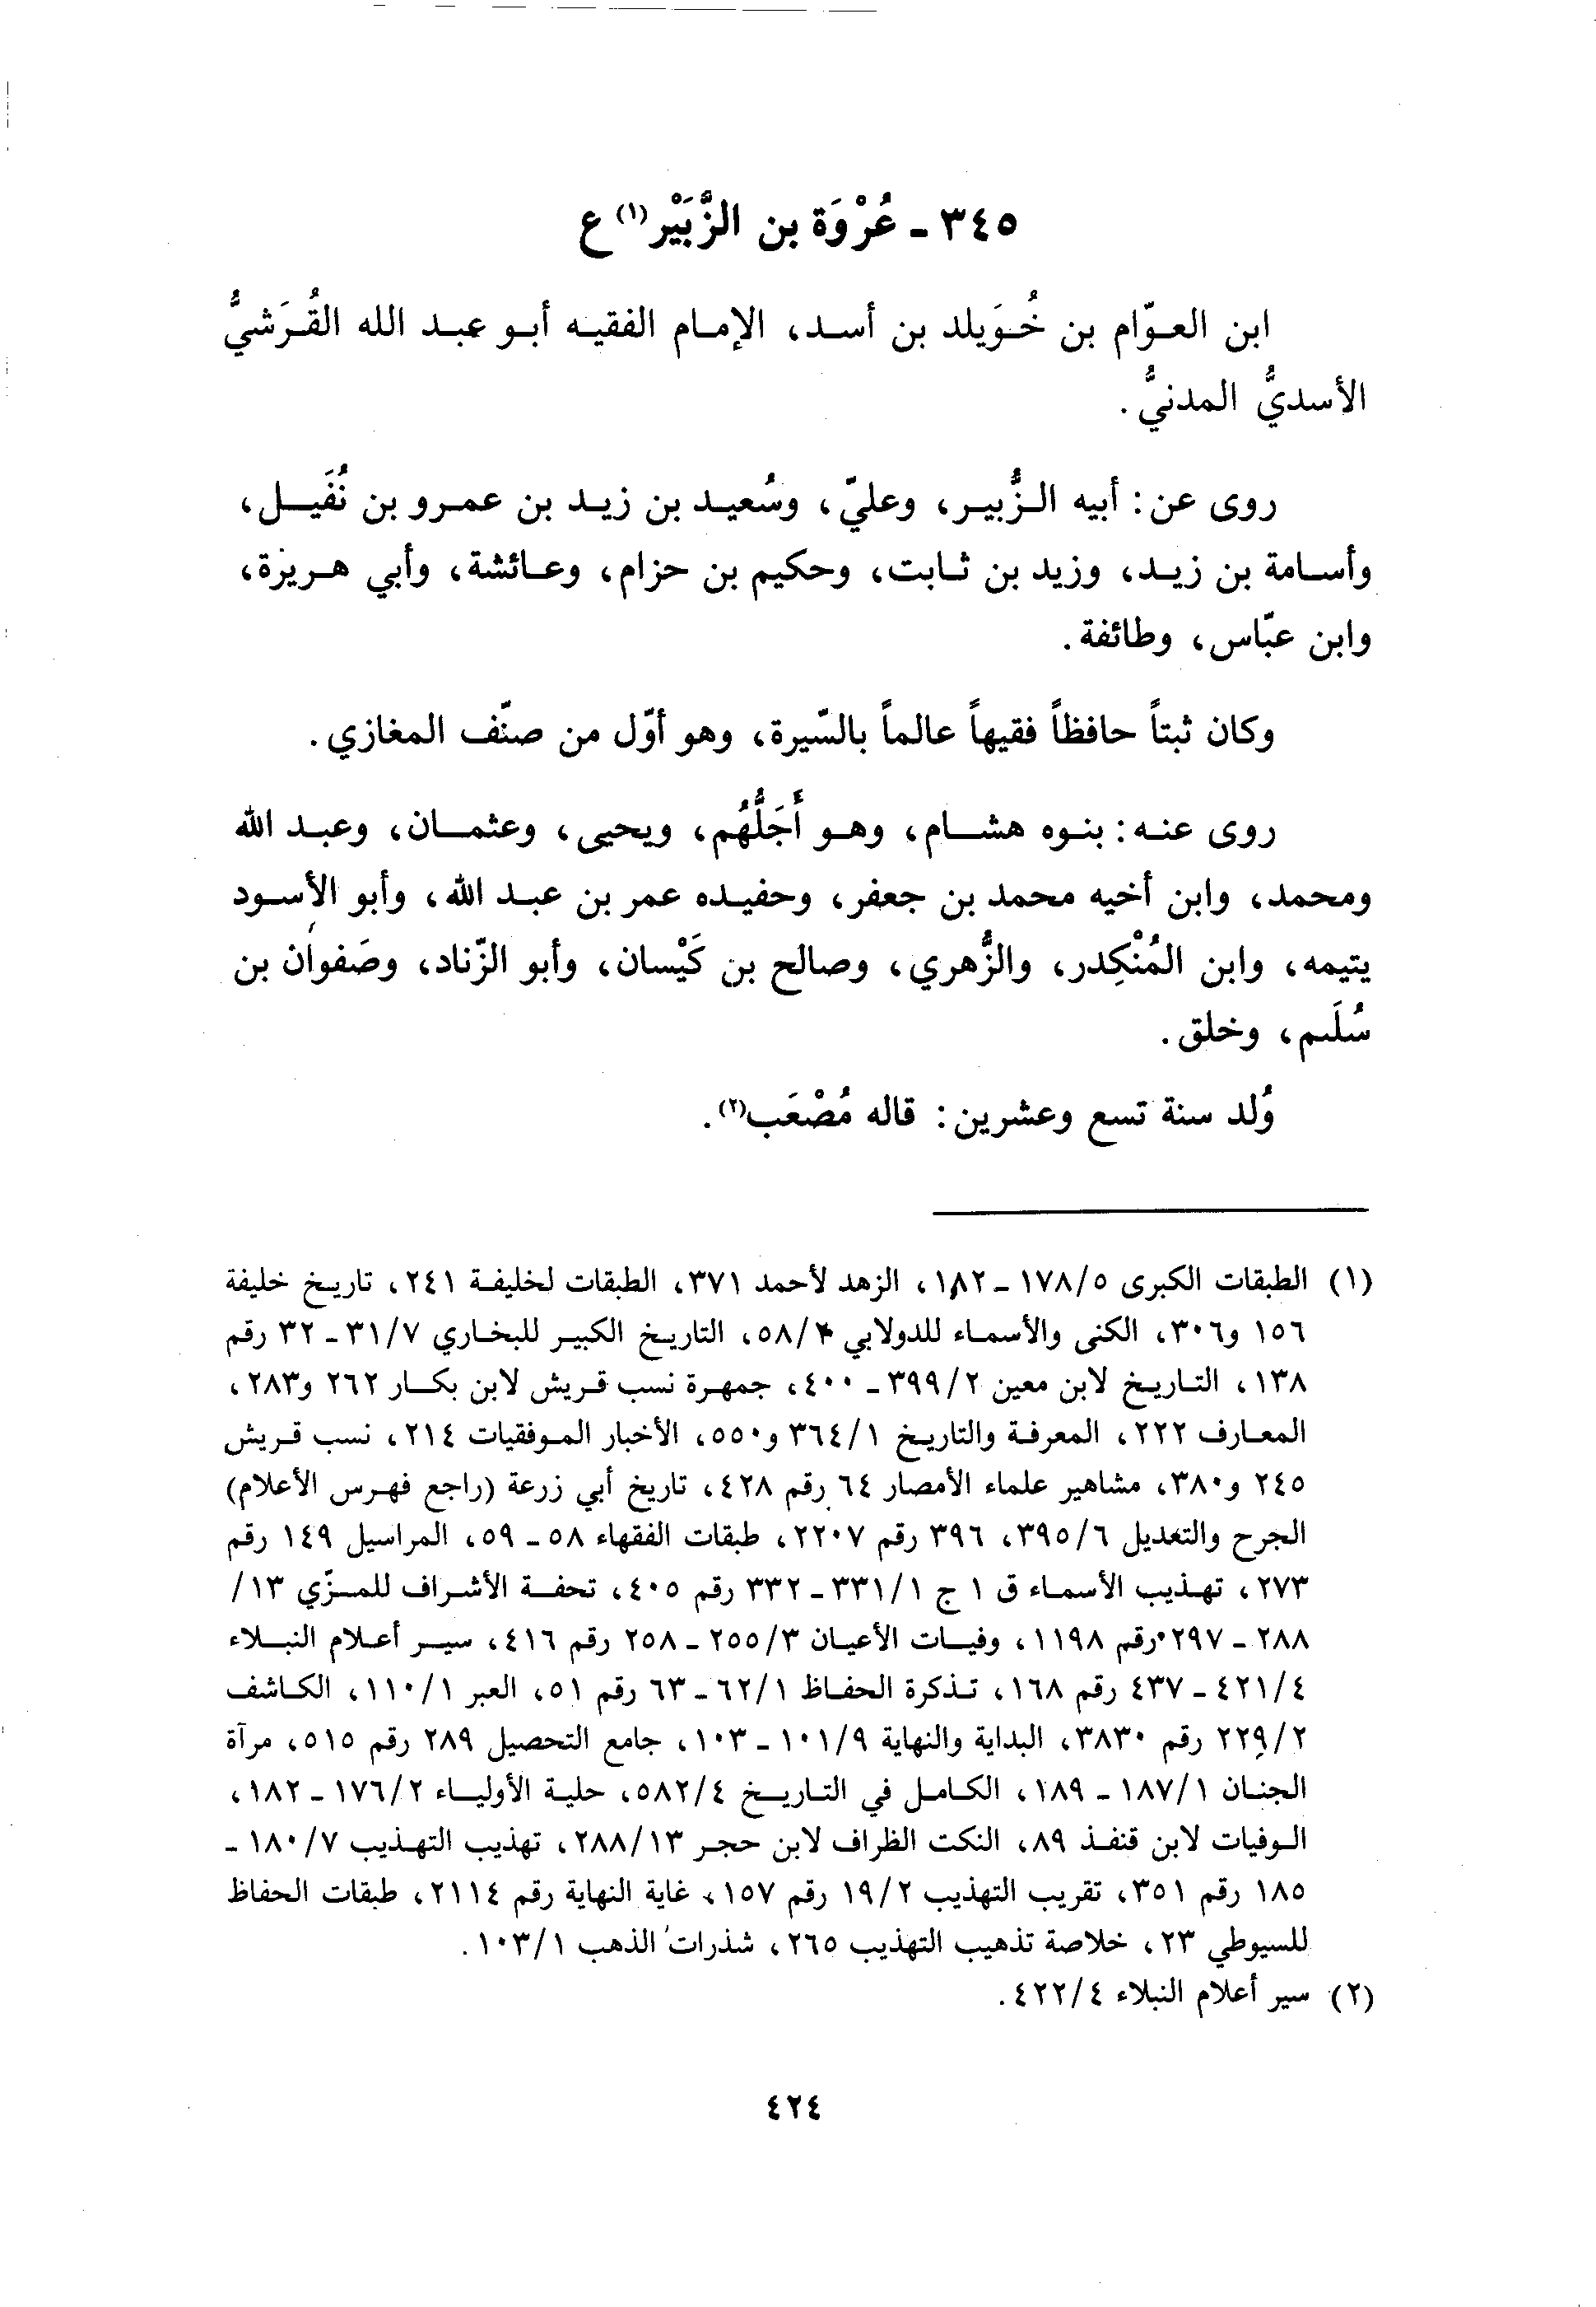 ٣٤٥ ـ عُرْوَة بن الزُّبَيْر(١) ع
ابن العوّام بن خُوَيلد بن أسد، الإمام الفقيه أبو عبد الله القُرَشيُّ
الأسديُّ المدنيُّ.
روى عن: أبيه الزُّبير، وعليّ، وسُعيد بن زيد بن عمرو بن نُفَيل،
وأسامة بن زيد، وزيد بن ثابت، وحكيم بن حزام، وعائشة، وأبي هريرة،
وابن عبّاس، وطائفة.
وكان ثبتاً حافظاً فقيهاً عالماً بالسّيرة، وهو أوّل من صنّف المغازي.
روى عنه: بنوه هشام، وهو أَجَلُّهُم، ويحيى، وعثمان، وعبد الله
ومحمد، وابن أخيه محمد بن جعفر، وحفيده عمر بن عبد الله، وأبو الأسود
يتيمه، وابن المُنْكِدر، والزُّهري، وصالح بن كَيْسان، وأبو الزّناد، وصَفوان بن
سُلَيم، وخلق.
وُلد سنة تسع وعشرين: قاله مُصْعَب(٢).
(١) الطبقات الكبرى ١٧٨/٥ ـ ١٨٢، الزهد لأحمد ٣٧١، الطبقات لخليفة ٢٤١، تاريخ خليفة
١٥٦ و٣٠٦، الكنى والأسماء للدولابي ٥٨/٢، التاريخ الكبير للبخاري ٣١/٧ ـ ٣٢ رقم
١٣٨، التاريخ لابن معين ٣٩٩/٢ ـ ٤٠٠، جمهرة نسب قريش لابن بكار ٢٦٢ و٢٨٣،
المعارف ٢٢٢، المعرفة والتاريخ ٣٦٤/١ و٥٥٠، الأخبار الموفقيات ٢١٤، نسب قريش
٢٤٥ و٣٨٠، مشاهير علماء الأمصار ٦٤ رقم ٤٢٨، تاريخ أبي زرعة (راجع فهرس الأعلام)
الجرح والتعديل ٣٩٥/٦، ٣٩٦ رقم ٢٢٠٧، طبقات الفقهاء ٥٨ ـ ٥٩، المراسيل ١٤٩ رقم
٢٧٣، تهذيب الأسماء ق ١ ج ٣٣١/١ ـ ٣٣٢ رقم ٤٠٥، تحفة الأشراف للمزّي ١٣/
٢٨٨ ـ ٢٩٧ رقم ١١٩٨، وفيات الأعيان ٢٥٥/٣ ـ ٢٥٨ رقم ٤١٦، سير أعلام النبلاء
٤٢١/٤ ـ ٤٣٧ رقم ١٦٨، تذكرة الحفاظ ٦٢/١ ـ ٦٣ رقم ٥١، العبر ١١٠/١، الكاشف
٢٢٩/٢ رقم ٣٨٣٠، البداية والنهاية ١٠١/٩ ـ ١٠٣، جامع التحصيل ٢٨٩ رقم ٥١٥، مرآة
الجنان ١٨٧/١ ـ ١٨٩، الكامل في التاريخ ٥٨٢/٤، حلية الأولياء ١٧٦/٢ ـ ١٨٢،
الوفيات لابن قنفذ ٨٩، النكت الظراف لابن حجر ٢٨٨/١٣، تهذيب التهذيب ١٨٠/٧ ـ
١٨٥ رقم ٣٥١، تقريب التهذيب ١٩/٢ رقم ١٥٧، غاية النهاية رقم ٢١١٤، طبقات الحفاظ
للسيوطي ٢٣، خلاصة تذهيب التهذيب ٢٦٥، شذرات الذهب ١٠٣/١.
(٢) سير أعلام النبلاء ٤٢٢/٤.
٤٢٤